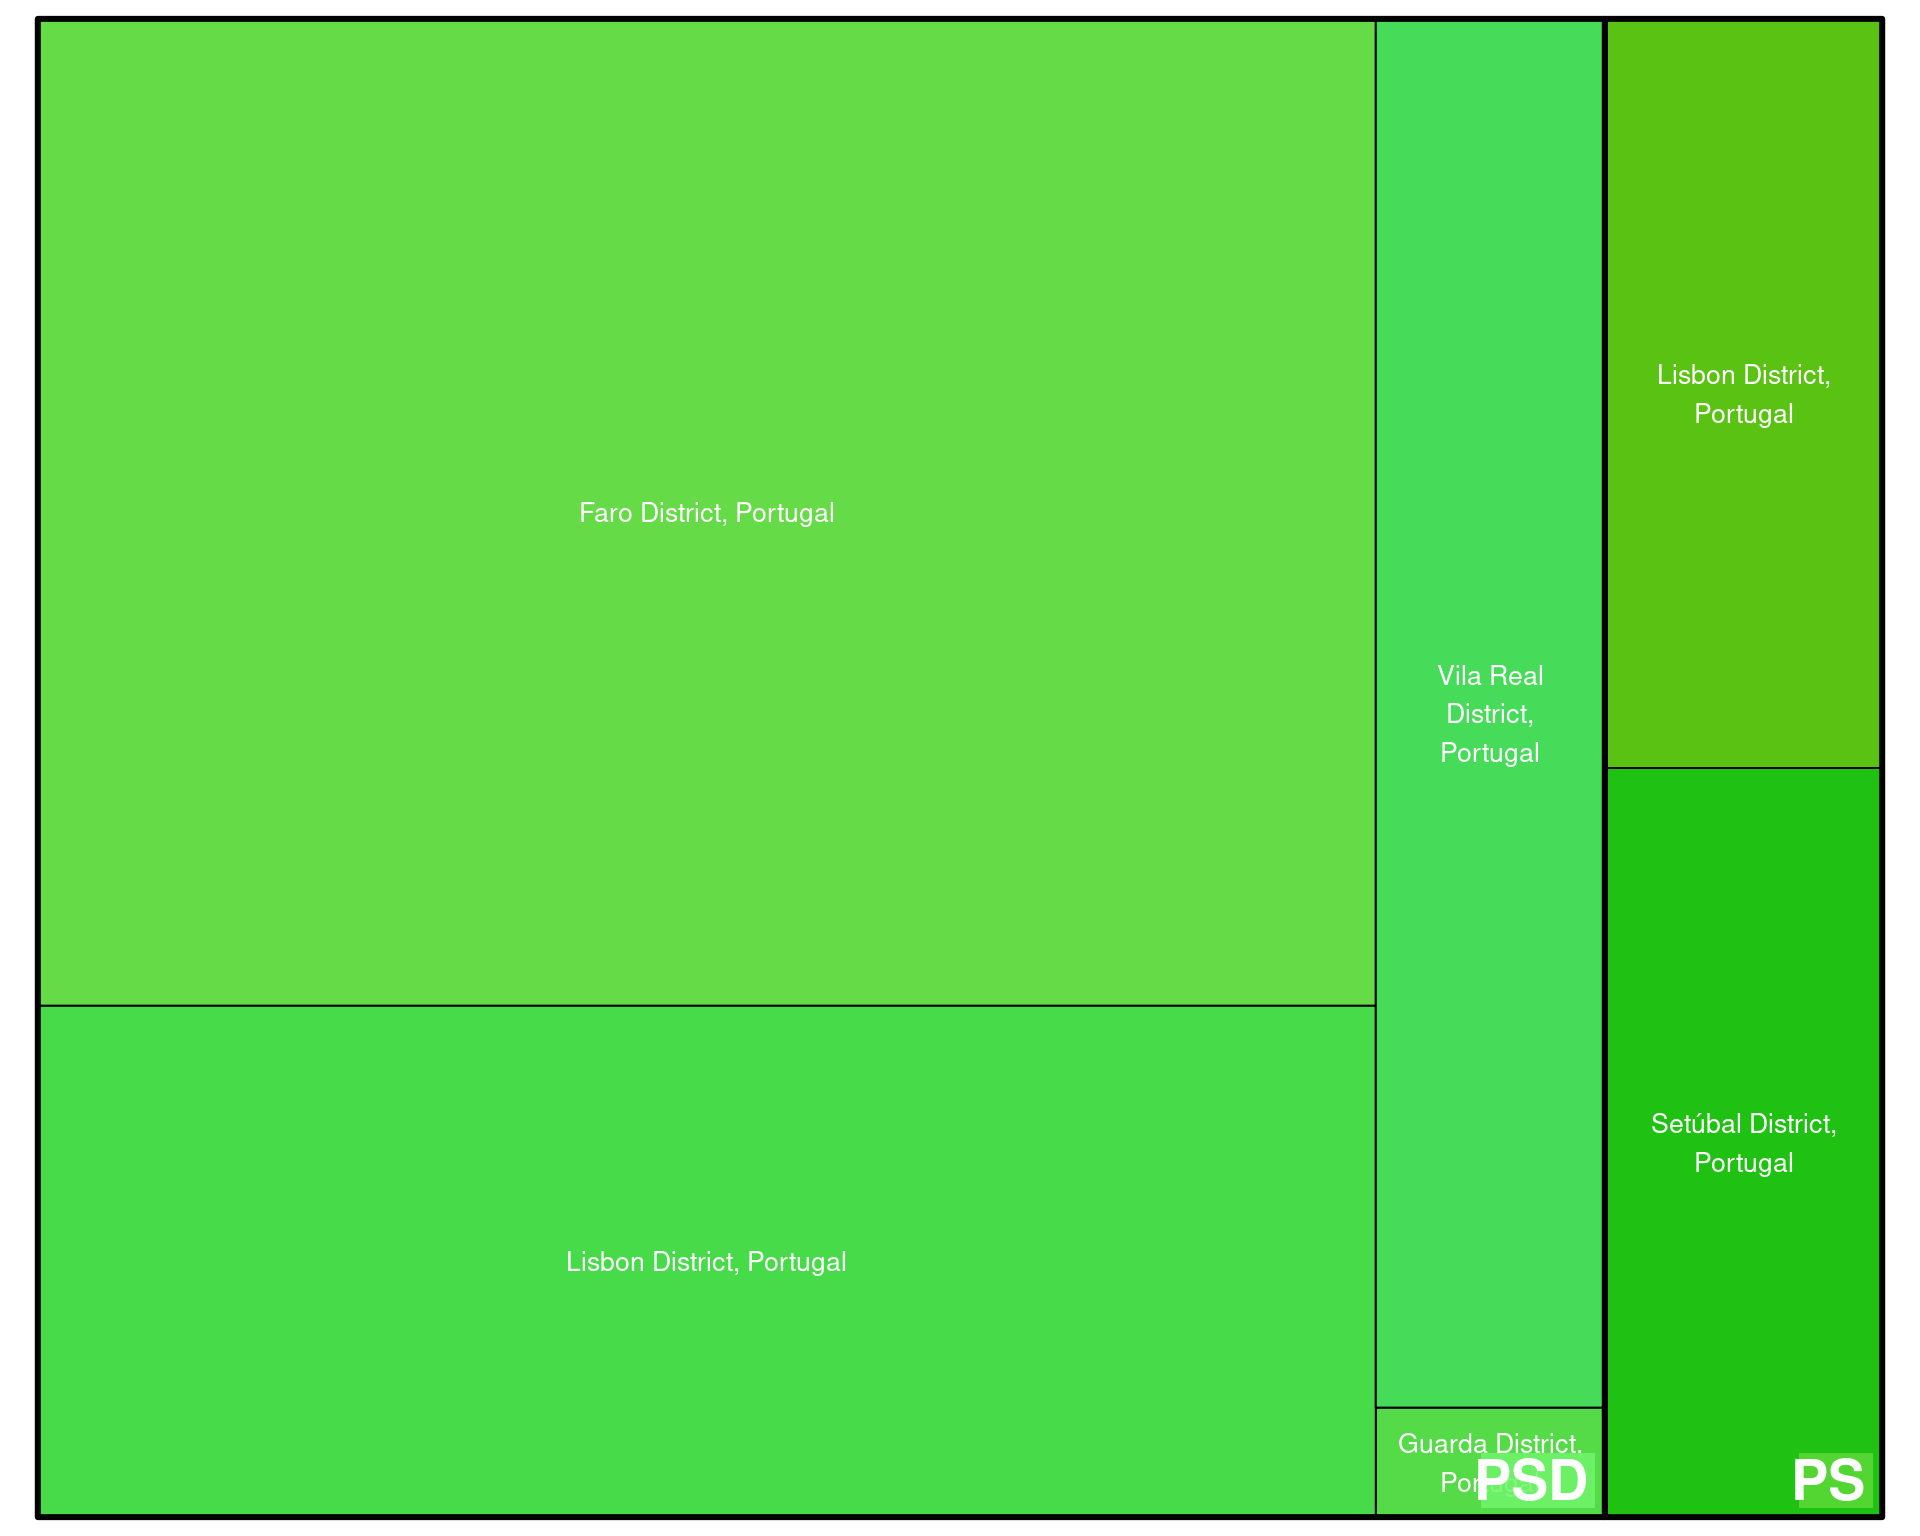 Faro District, Portugal
Lisbon District, Portugal
Vila Real
District,
Portugal
Guarda District,
PSD
Lisbon District,
Portugal
Setúbal District,
Portugal
PS